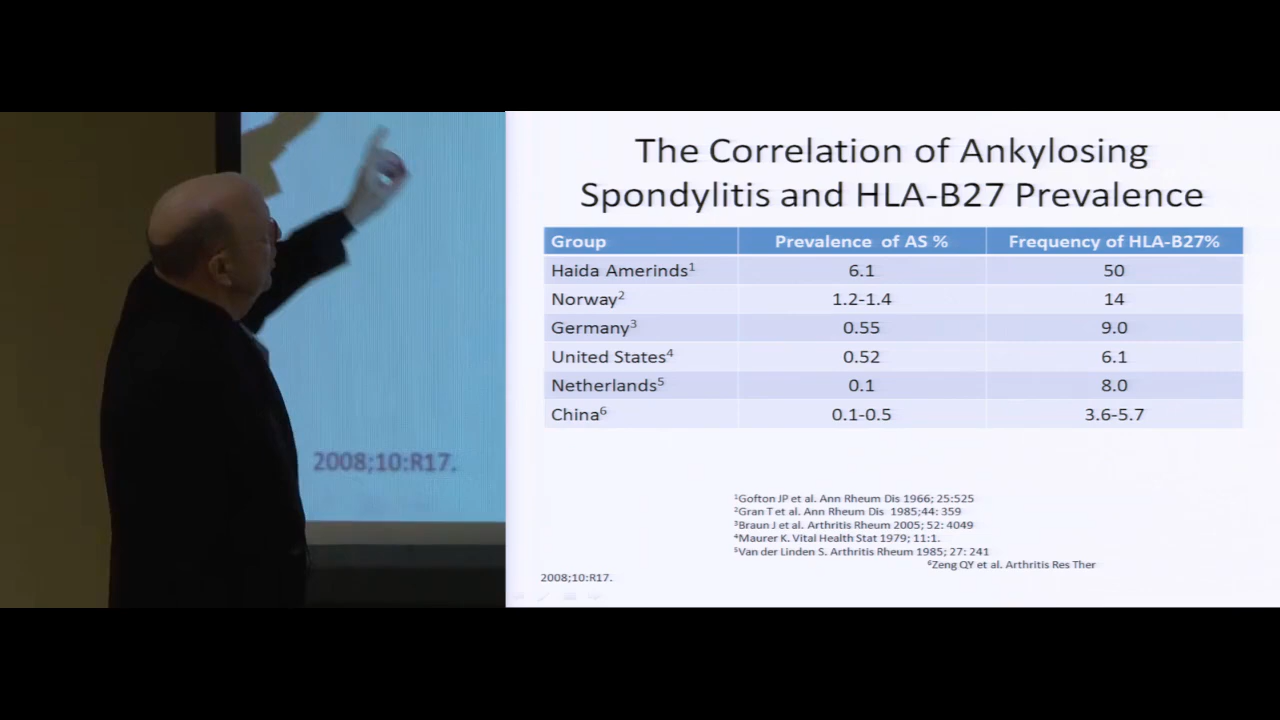 2008;10:R17.
The Correlation of Ankylosing
Spondylitis and HLA-B27 Prevalence
Group Prevalence of AS % Frequency of HLA-B27%
Haida Amerinds¹ 6.1 50
Norway² 1.2-1.4 14
Germany³ 0.55 9.0
United States⁴ 0.52 6.1
Netherlands⁵ 0.1 8.0
China⁶ 0.1-0.5 3.6-5.7
¹Gofton JP et al. Ann Rheum Dis 1966; 25:525
²Gran T et al. Ann Rheum Dis 1985;44: 359
³Braun J et al. Arthritis Rheum 2005; 52: 4049
⁴Maurer K. Vital Health Stat 1979; 11:1.
⁵Van der Linden S. Arthritis Rheum 1985; 27: 241
⁶Zeng QY et al. Arthritis Res Ther
2008;10:R17.